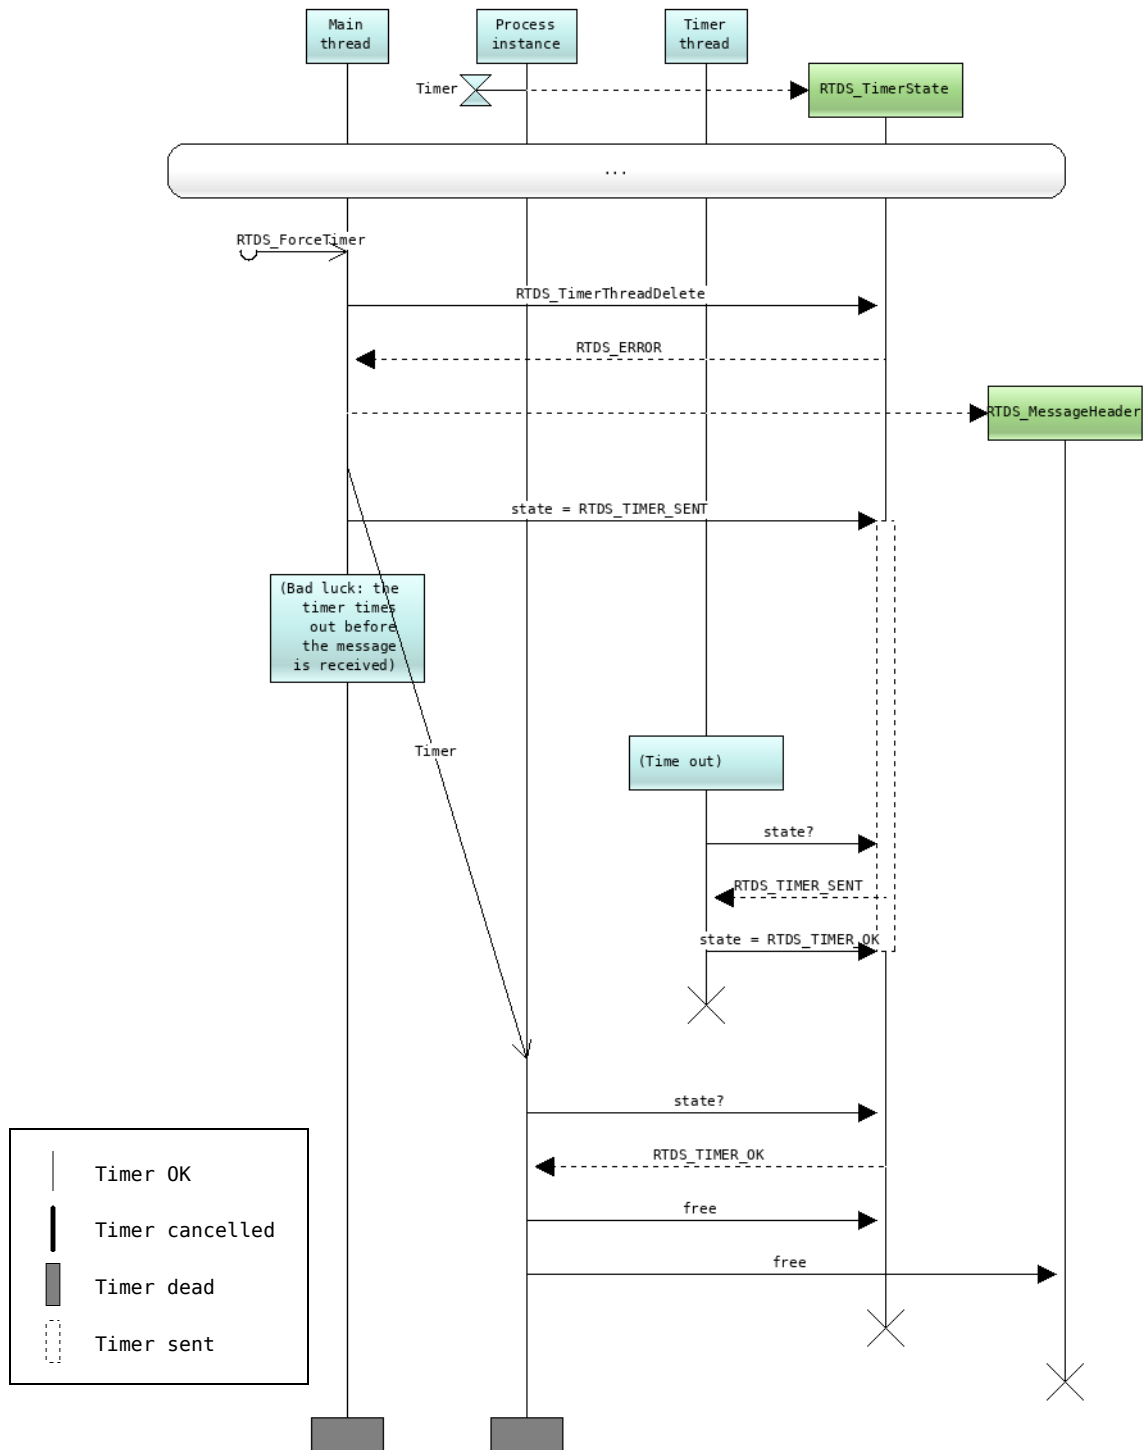 Main
thread
Process
instance
Timer
thread
Timer
RTDS_TimerState
...
RTDS_ForceTimer
RTDS_TimerThreadDelete
RTDS_ERROR
RTDS_MessageHeader
state = RTDS_TIMER_SENT
(Bad luck: the
timer times
out before
the message
is received)
Timer
(Time out)
state?
RTDS_TIMER_SENT
state = RTDS_TIMER_OK
state?
RTDS_TIMER_OK
free
free
Timer OK
Timer cancelled
Timer dead
Timer sent